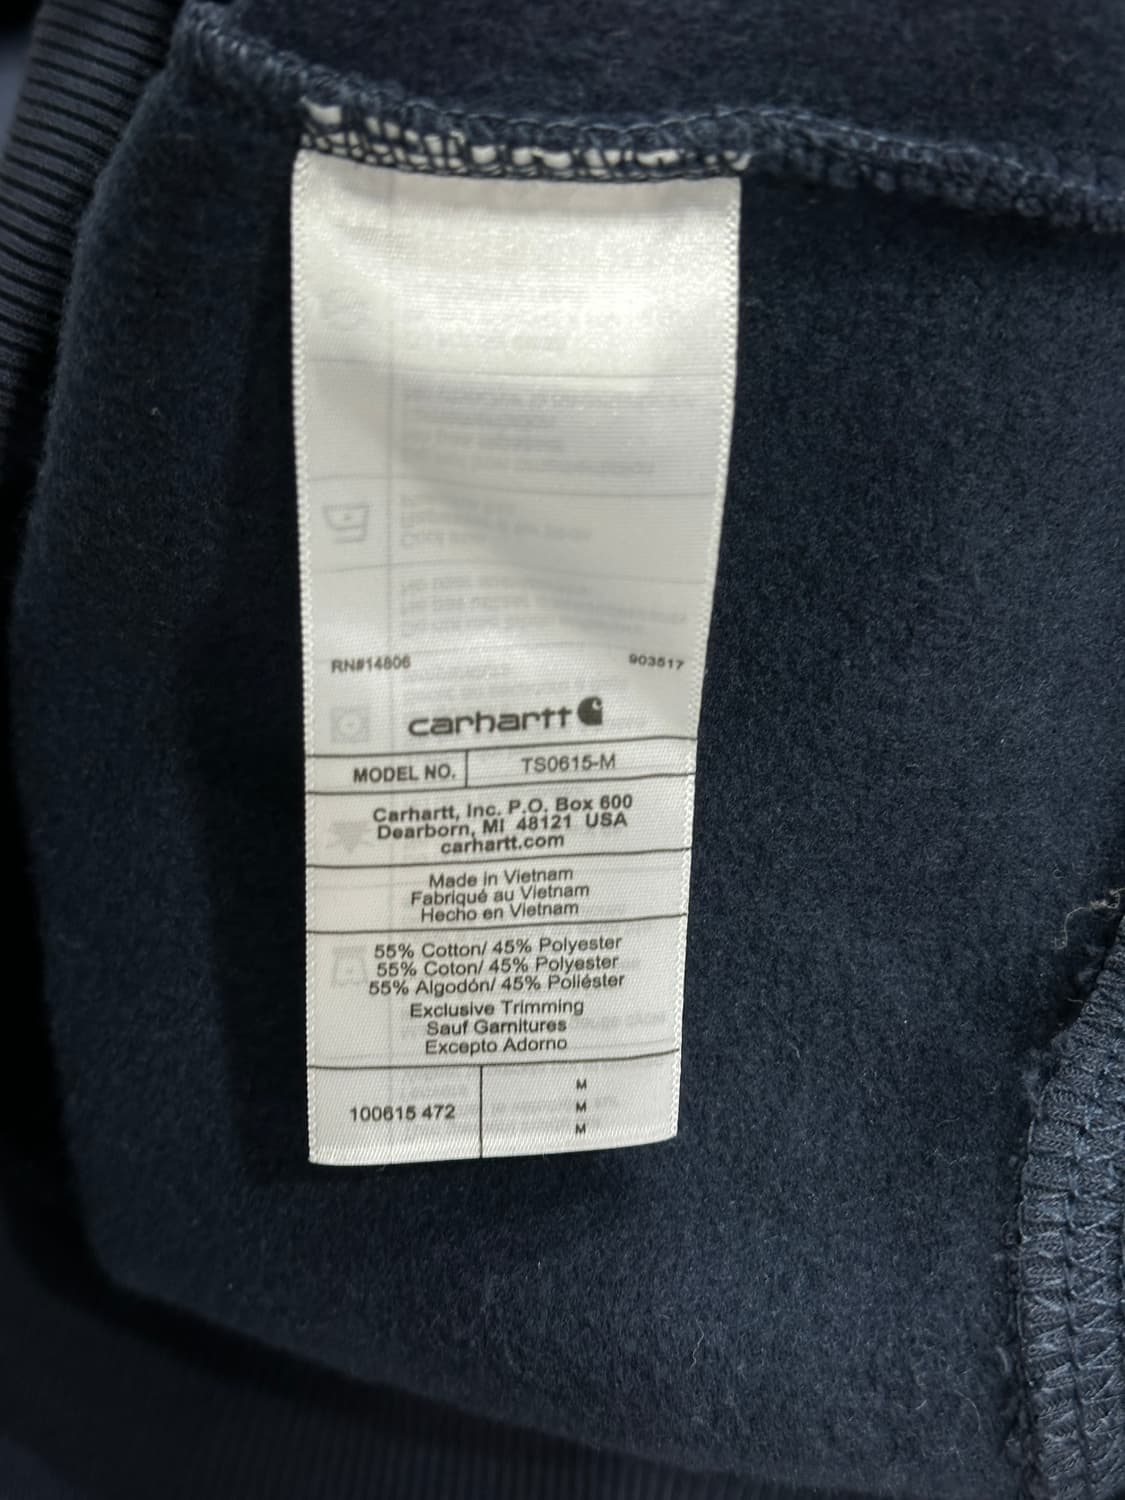 RN#14806 903517
carhartt
MODEL NO. TS0615-M
Carhartt, Inc. P.O. Box 600
Dearborn, MI 48121 USA
carhartt.com
Made in Vietnam
Fabriqué au Vietnam
Hecho en Vietnam
55% Cotton/ 45% Polyester
55% Coton/ 45% Polyester
55% Algodón/ 45% Poliéster
Exclusive Trimming
Sauf Garnitures
Excepto Adorno
100615 472
M
M
M